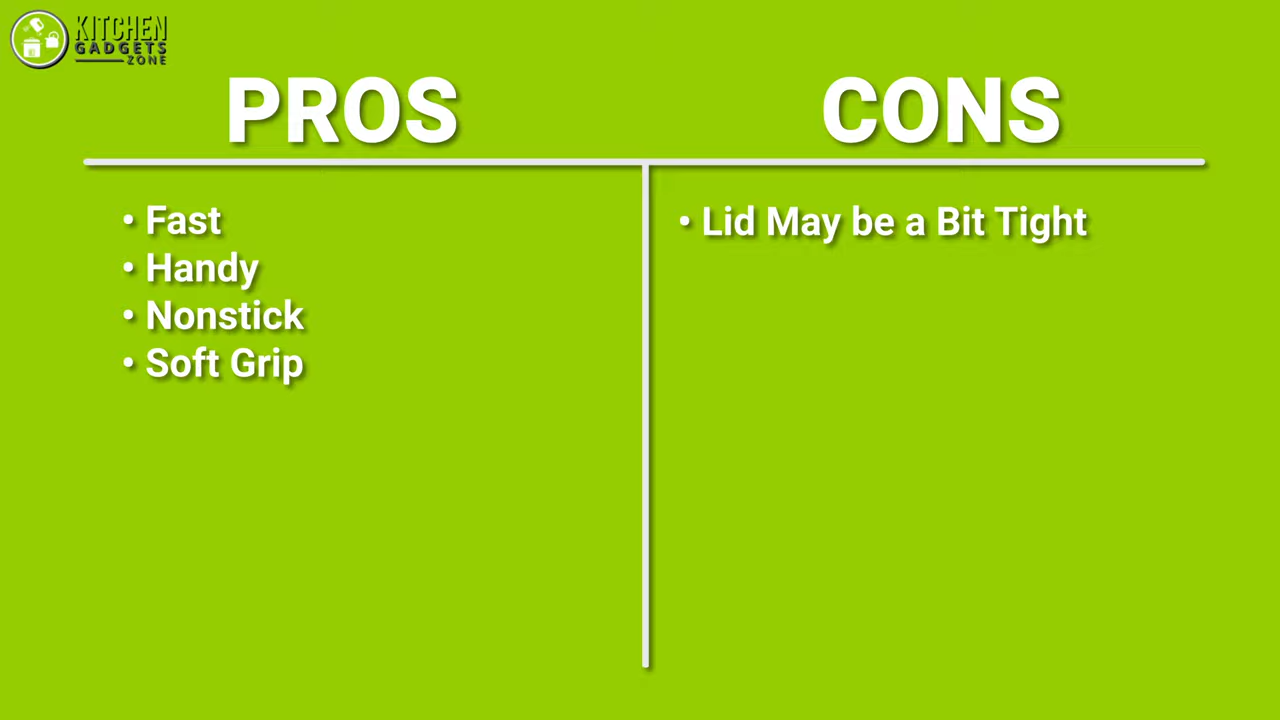 KITCHEN
GADGETS
ZONE
PROS
CONS
• Fast
• Handy
• Nonstick
• Soft Grip
• Lid May be a Bit Tight